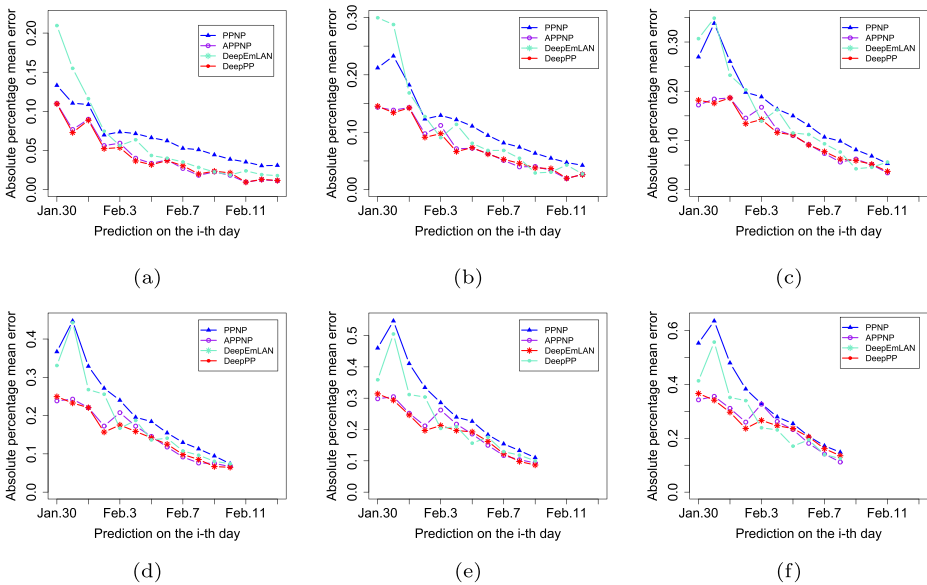 Absolute percentage mean error
0.00 0.05 0.10 0.15 0.20
PPNP
APPNP
DeepEmLAN
DeepPP
Jan.30 Feb.3 Feb.7 Feb.11
Prediction on the i-th day
(a)
Absolute percentage mean error
0.00 0.10 0.20 0.30
PPNP
APPNP
DeepEmLAN
DeepPP
Jan.30 Feb.3 Feb.7 Feb.11
Prediction on the i-th day
(b)
Absolute percentage mean error
0.00 0.10 0.20 0.30
PPNP
APPNP
DeepEmLAN
DeepPP
Jan.30 Feb.3 Feb.7 Feb.11
Prediction on the i-th day
(c)
Absolute percentage mean error
0.0 0.1 0.2 0.3 0.4
PPNP
APPNP
DeepEmLAN
DeepPP
Jan.30 Feb.3 Feb.7 Feb.11
Prediction on the i-th day
(d)
Absolute percentage mean error
0.0 0.1 0.2 0.3 0.4 0.5
PPNP
APPNP
DeepEmLAN
DeepPP
Jan.30 Feb.3 Feb.7 Feb.11
Prediction on the i-th day
(e)
Absolute percentage mean error
0.0 0.2 0.4 0.6
PPNP
APPNP
DeepEmLAN
DeepPP
Jan.30 Feb.3 Feb.7 Feb.11
Prediction on the i-th day
(f)